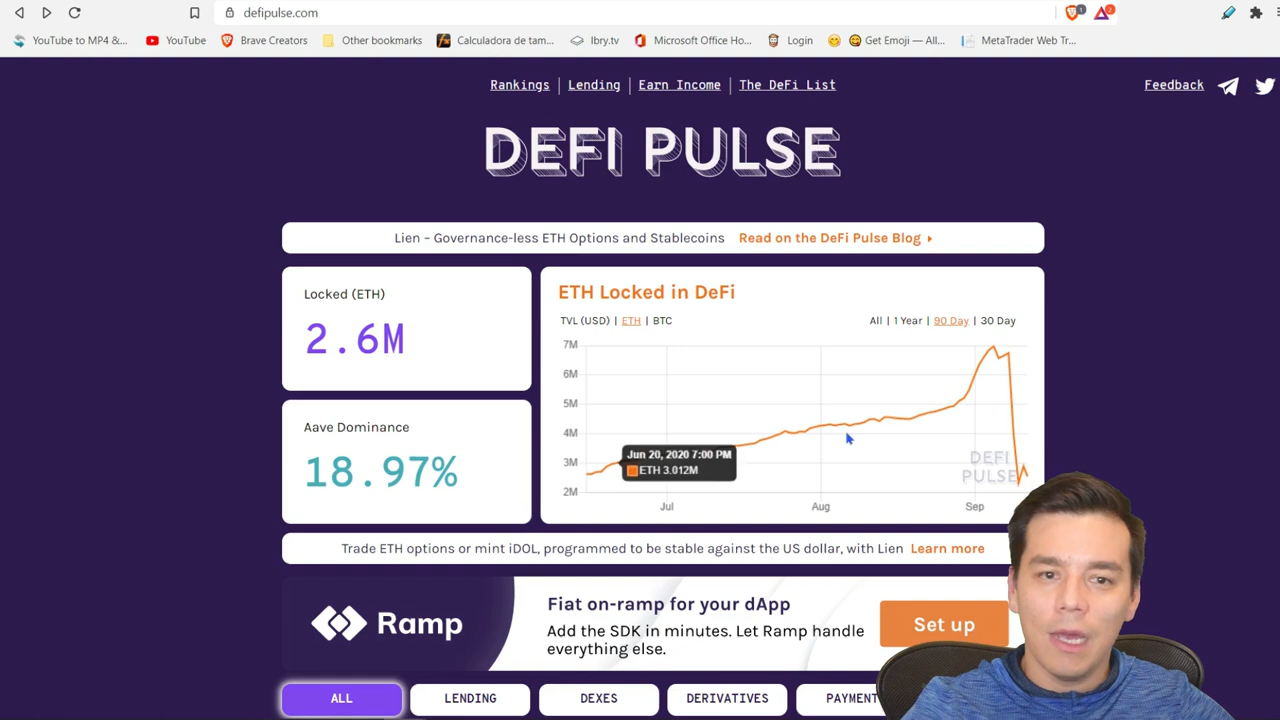 defipulse.com
1
2
YouTube to MP4 &...
YouTube
Brave Creators
Other bookmarks
Calculadora de tam...
lbry.tv
Microsoft Office Ho...
Login
Get Emoji — All...
MetaTrader Web Tr...
Rankings | Lending | Earn Income | The DeFi List
Feedback
DEFI PULSE
Lien – Governance-less ETH Options and Stablecoins Read on the DeFi Pulse Blog
Locked (ETH)
2.6M
Aave Dominance
18.97%
ETH Locked in DeFi
TVL (USD) | ETH | BTC
All | 1 Year | 90 Day | 30 Day
7M
6M
5M
4M
3M
2M
Jun 20, 2020 7:00 PM
ETH 3.012M
DEFI
PULSE
Jul
Aug
Sep
Trade ETH options or mint iDOL, programmed to be stable against the US dollar, with Lien Learn more
Ramp
Fiat on-ramp for your dApp
Add the SDK in minutes. Let Ramp handle
everything else.
Set up
ALL
LENDING
DEXES
DERIVATIVES
PAYMENT